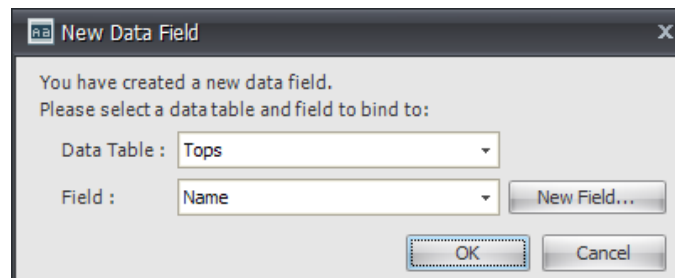 AB New Data Field x
You have created a new data field.
Please select a data table and field to bind to:
Data Table : Tops
Field : Name New Field...
OK Cancel